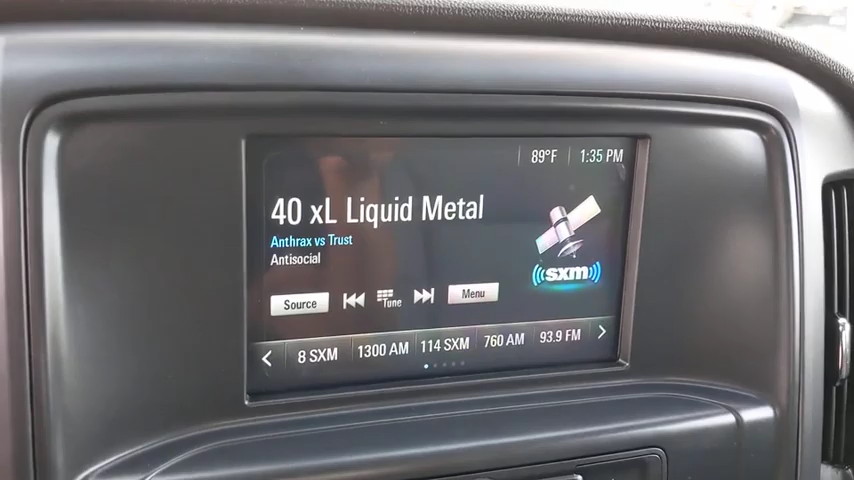 89°F 1:35 PM
40 xL Liquid Metal
Anthrax vs Trust
Antisocial
((sxm))
Source Tune Menu
8 SXM 1300 AM 114 SXM 760 AM 93.9 FM